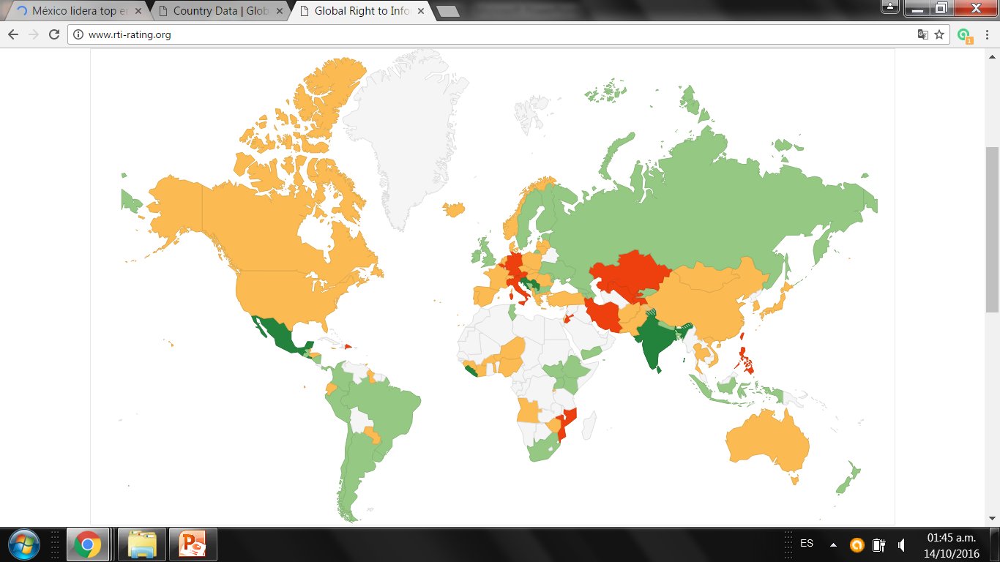 México lidera top e
Country Data | Glob
Global Right to Info
www.rti-rating.org
1
ES
01:45 a.m.
14/10/2016